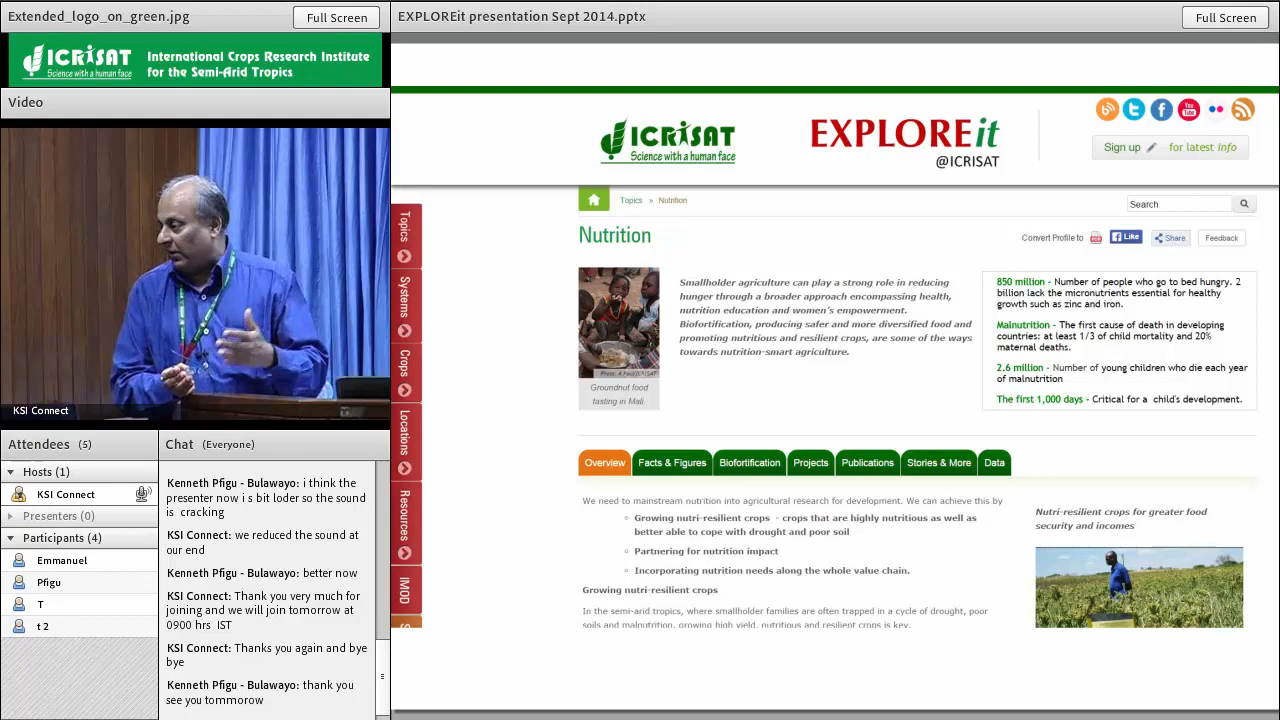 Extended_logo_on_green.jpg
Full Screen
EXPLOREit presentation Sept 2014.pptx
Full Screen
ICRISAT
Science with a human face
International Crops Research Institute
for the Semi-Arid Tropics
Video
KSI Connect
Attendees (5)
Hosts (1)
KSI Connect
Presenters (0)
Participants (4)
Emmanuel
Pfigu
T
t 2
Chat (Everyone)
Kenneth Pfigu - Bulawayo: i think the
presenter now i s bit loder so the sound
is cracking
KSI Connect: we reduced the sound at
our end
Kenneth Pfigu - Bulawayo: better now
KSI Connect: Thank you very much for
joining and we will join tomorrow at
0900 hrs IST
KSI Connect: Thanks you again and bye
bye
Kenneth Pfigu - Bulawayo: thank you
see you tommorow
ICRISAT
Science with a human face
EXPLOREit
@ICRISAT
You
Tube
Sign up for latest info
Topics
Systems
Crops
Locations
Resources
IMOD
Topics » Nutrition
Search
Nutrition
Convert Profile to
Like
Share
Feedback
Groundnut food
tasting in Mali
Smallholder agriculture can play a strong role in reducing
hunger through a broader approach encompassing health,
nutrition education and women's empowerment.
Biofortification, producing safer and more diversified food and
promoting nutritious and resilient crops, are some of the ways
towards nutrition-smart agriculture.
850 million - Number of people who go to bed hungry. 2
billion lack the micronutrients essential for healthy
growth such as zinc and iron.
Malnutrition - The first cause of death in developing
countries: at least 1/3 of child mortality and 20%
maternal deaths.
2.6 million - Number of young children who die each year
of malnutrition
The first 1,000 days - Critical for a child's development.
Overview
Facts & Figures
Biofortification
Projects
Publications
Stories & More
Data
We need to mainstream nutrition into agricultural research for development. We can achieve this by
Growing nutri-resilient crops - crops that are highly nutritious as well as
better able to cope with drought and poor soil
Partnering for nutrition impact
Incorporating nutrition needs along the whole value chain.
Growing nutri-resilient crops
In the semi-arid tropics, where smallholder families are often trapped in a cycle of drought, poor
soils and malnutrition, growing high yield, nutritious and resilient crops is key.
Nutri-resilient crops for greater food
security and incomes